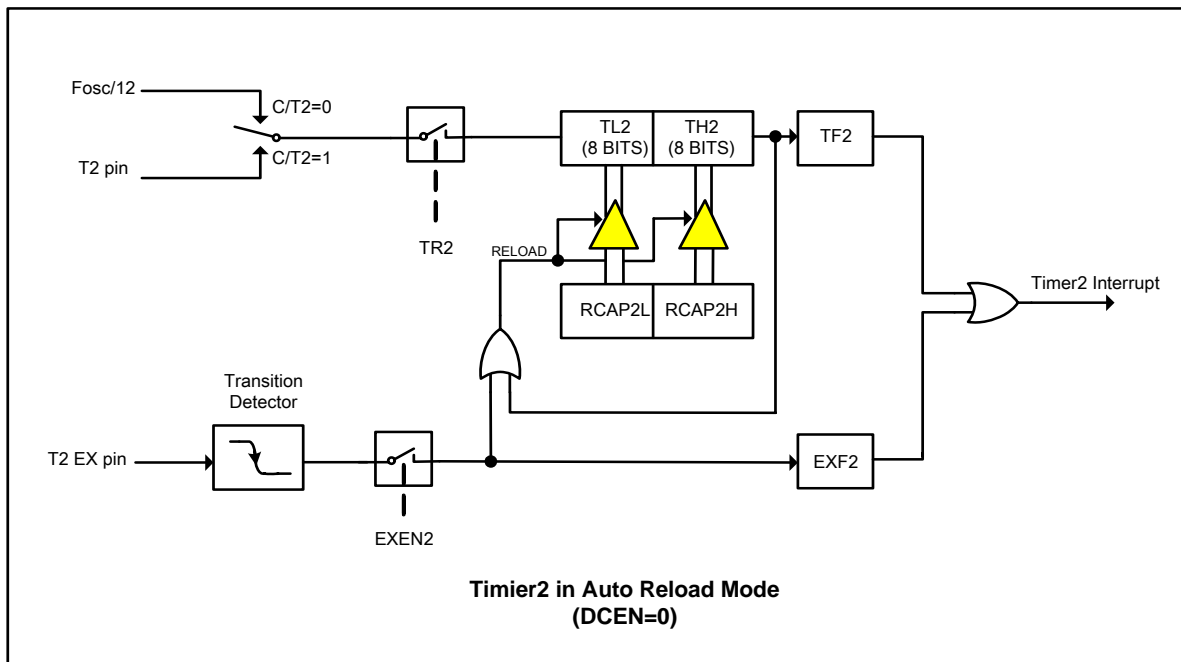 Fosc/12
C/T2=0
T2 pin
C/T2=1
TR2
TL2
(8 BITS)
TH2
(8 BITS)
TF2
RELOAD
RCAP2L
RCAP2H
Timer2 Interrupt
Transition
Detector
T2 EX pin
EXEN2
EXF2
Timier2 in Auto Reload Mode
(DCEN=0)